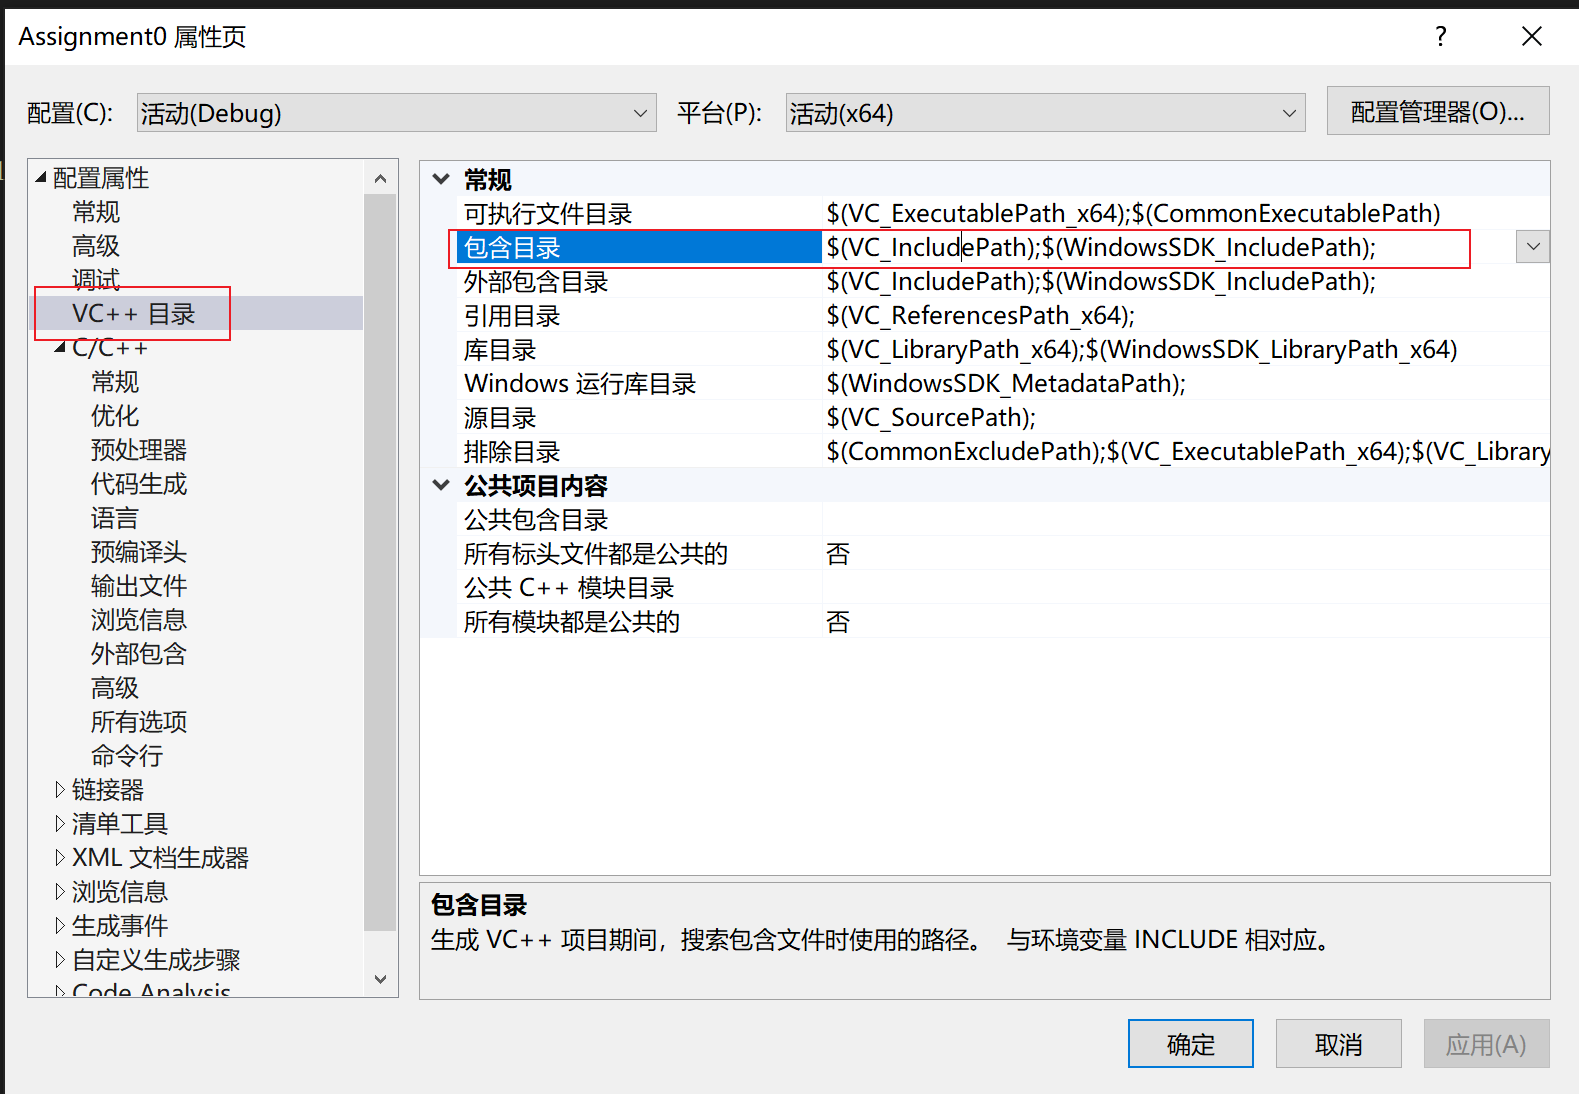 Assignment0 属性页
?
配置(C):
活动(Debug)
平台(P):
活动(x64)
配置管理器(O)...
配置属性
常规
高级
调试
VC++ 目录
C/C++
常规
优化
预处理器
代码生成
语言
预编译头
输出文件
浏览信息
外部包含
高级
所有选项
命令行
链接器
清单工具
XML 文档生成器
浏览信息
生成事件
自定义生成步骤
Code Analysis
常规
可执行文件目录 $(VC_ExecutablePath_x64);$(CommonExecutablePath)
包含目录 $(VC_IncludePath);$(WindowsSDK_IncludePath);
外部包含目录 $(VC_IncludePath);$(WindowsSDK_IncludePath);
引用目录 $(VC_ReferencesPath_x64);
库目录 $(VC_LibraryPath_x64);$(WindowsSDK_LibraryPath_x64)
Windows 运行库目录 $(WindowsSDK_MetadataPath);
源目录 $(VC_SourcePath);
排除目录 $(CommonExcludePath);$(VC_ExecutablePath_x64);$(VC_Library
公共项目内容
公共包含目录
所有标头文件都是公共的 否
公共 C++ 模块目录
所有模块都是公共的 否
包含目录
生成 VC++ 项目期间，搜索包含文件时使用的路径。 与环境变量 INCLUDE 相对应。
确定
取消
应用(A)